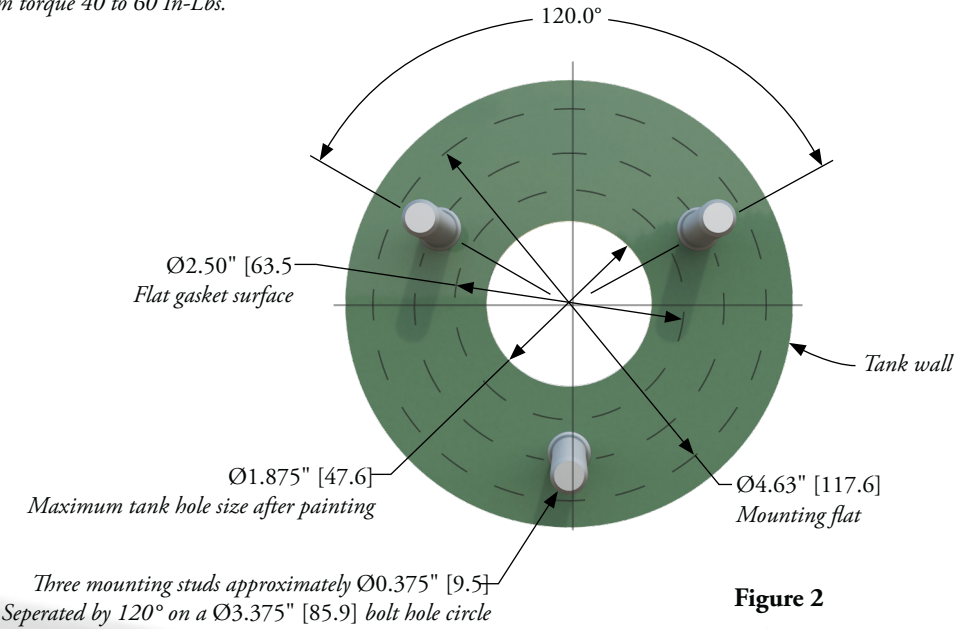 m torque 40 to 60 In-Lbs.
120.0°
Ø2.50" [63.5
Flat gasket surface
Tank wall
Ø1.875" [47.6]
Maximum tank hole size after painting
Ø4.63" [117.6]
Mounting flat
Three mounting studs approximately Ø0.375" [9.5]
Seperated by 120° on a Ø3.375" [85.9] bolt hole circle
Figure 2